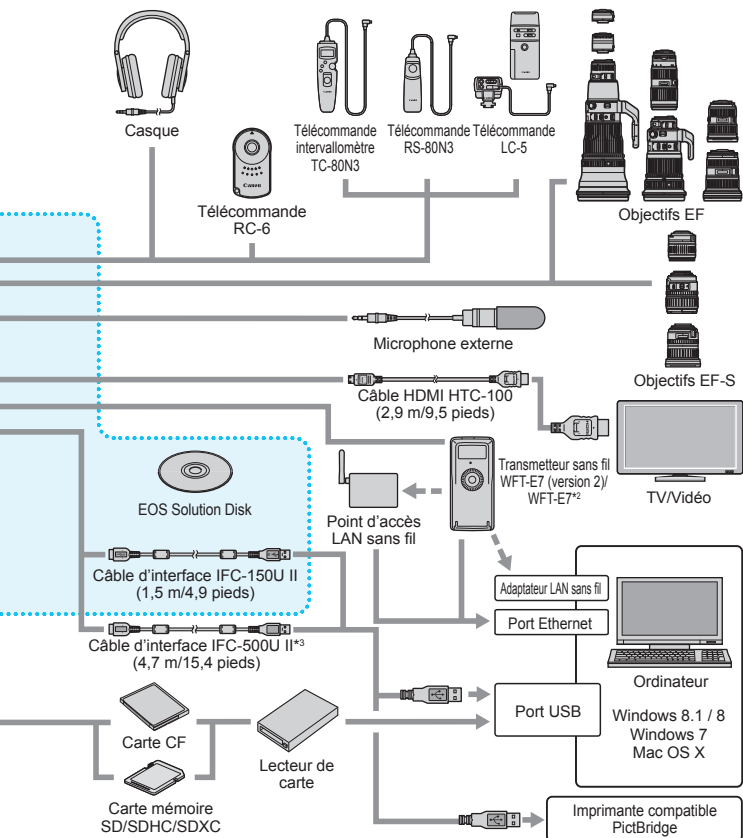 Casque
Télécommande
intervallomètre
TC-80N3
Télécommande
RS-80N3
Télécommande
LC-5
Canon
Télécommande
RC-6
Objectifs EF
Microphone externe
Objectifs EF-S
Câble HDMI HTC-100
(2,9 m/9,5 pieds)
EOS Solution Disk
Point d'accès
LAN sans fil
Transmetteur sans fil
WFT-E7 (version 2)/
WFT-E7*2
TV/Vidéo
Câble d'interface IFC-150U II
(1,5 m/4,9 pieds)
Adaptateur LAN sans fil
Port Ethernet
Câble d'interface IFC-500U II*3
(4,7 m/15,4 pieds)
Ordinateur
Port USB
Windows 8.1 / 8
Windows 7
Mac OS X
Carte CF
Lecteur de
carte
Carte mémoire
SD/SDHC/SDXC
Imprimante compatible
PictBridge